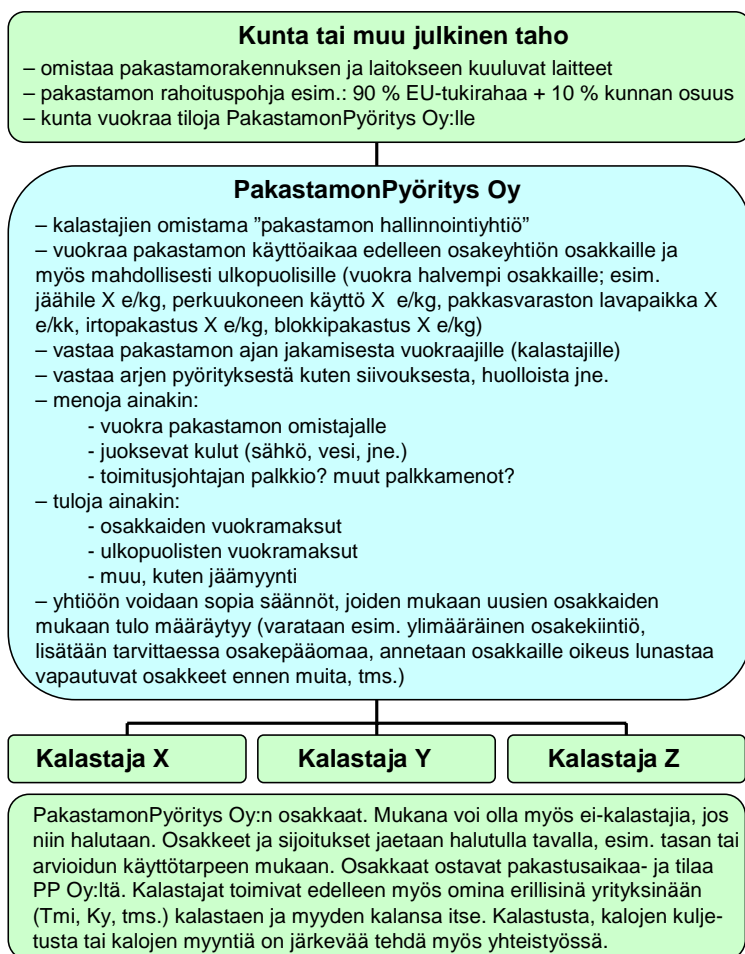 Kunta tai muu julkinen taho
– omistaa pakastamorakennuksen ja laitokseen kuuluvat laitteet
– pakastamon rahoituspohja esim.: 90 % EU-tukirahaa + 10 % kunnan osuus
– kunta vuokraa tiloja PakastamonPyöritys Oy:lle
PakastamonPyöritys Oy
– kalastajien omistama ”pakastamon hallinnointiyhtiö”
– vuokraa pakastamon käyttöaikaa edelleen osakeyhtiön osakkaille ja
myös mahdollisesti ulkopuolisille (vuokra halvempi osakkaille; esim.
jäähile X e/kg, perkuukoneen käyttö X e/kg, pakkasvaraston lavapaikka X
e/kk, irtopakastus X e/kg, blokkipakastus X e/kg)
– vastaa pakastamon ajan jakamisesta vuokraajille (kalastajille)
– vastaa arjen pyörityksestä kuten siivouksesta, huolloista jne.
– menoja ainakin:
- vuokra pakastamon omistajalle
- juoksevat kulut (sähkö, vesi, jne.)
- toimitusjohtajan palkkio? muut palkkamenot?
– tuloja ainakin:
- osakkaiden vuokramaksut
- ulkopuolisten vuokramaksut
- muu, kuten jäämyynti
– yhtiöön voidaan sopia säännöt, joiden mukaan uusien osakkaiden
mukaan tulo määräytyy (varataan esim. ylimääräinen osakekiintiö,
lisätään tarvittaessa osakepääomaa, annetaan osakkaille oikeus lunastaa
vapautuvat osakkeet ennen muita, tms.)
Kalastaja X
Kalastaja Y
Kalastaja Z
PakastamonPyöritys Oy:n osakkaat. Mukana voi olla myös ei-kalastajia, jos
niin halutaan. Osakkeet ja sijoitukset jaetaan halutulla tavalla, esim. tasan tai
arvioidun käyttötarpeen mukaan. Osakkaat ostavat pakastusaikaa- ja tilaa
PP Oy:ltä. Kalastajat toimivat edelleen myös omina erillisinä yrityksinään
(Tmi, Ky, tms.) kalastaen ja myyden kalansa itse. Kalastusta, kalojen kulje-
tusta tai kalojen myyntiä on järkevää tehdä myös yhteistyössä.